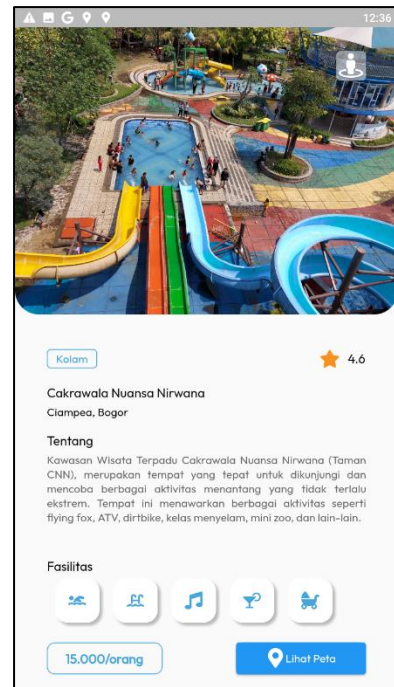 12:36
Kolam
4.6
Cakrawala Nuansa Nirwana
Ciampea, Bogor
Tentang
Kawasan Wisata Terpadu Cakrawala Nuansa Nirwana (Taman
CNN), merupakan tempat yang tepat untuk dikunjungi dan
mencoba berbagai aktivitas menantang yang tidak terlalu
ekstrem. Tempat ini menawarkan berbagai aktivitas seperti
flying fox, ATV, dirtbike, kelas menyelam, mini zoo, dan lain-lain.
Fasilitas
15.000/orang
Lihat Peta